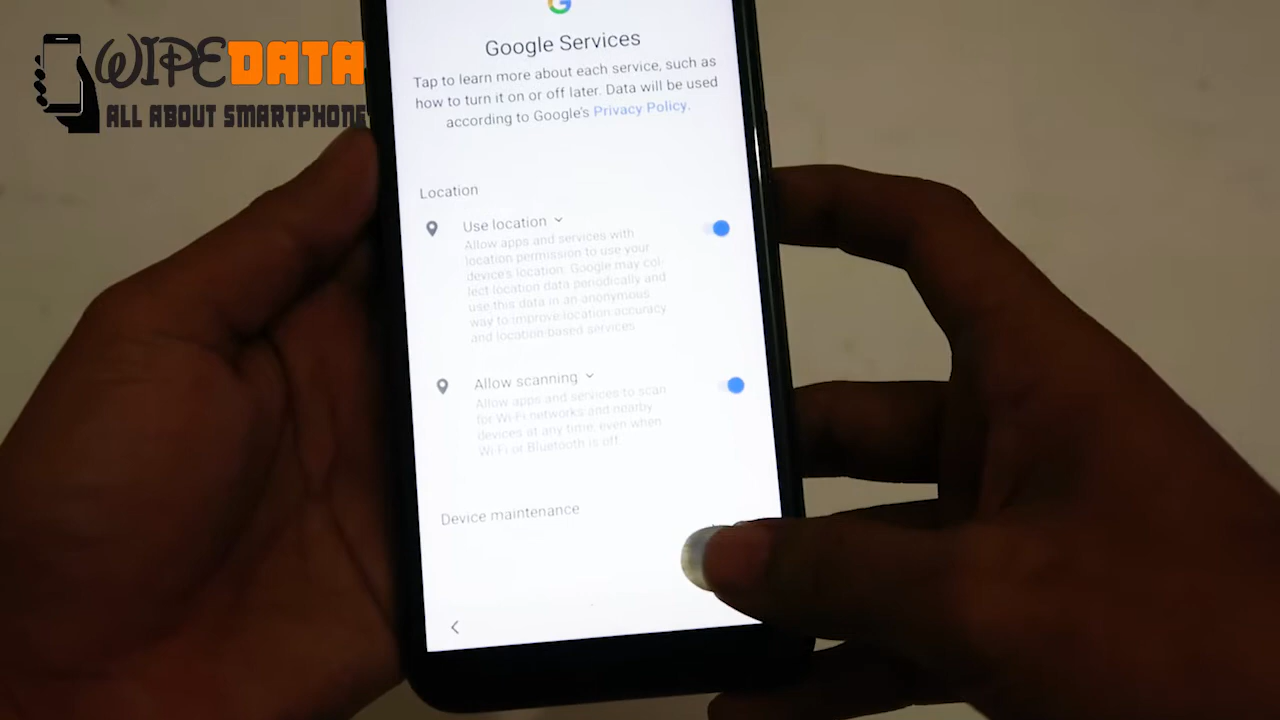 WIPEDATA
ALL ABOUT SMARTPHONE
Google Services
Tap to learn more about each service, such as
how to turn it on or off later. Data will be used
according to Google's Privacy Policy.
Location
Use location
Allow apps and services with
location permission to use your
device's location. Google may col-
lect location data periodically and
use this data in an anonymous
way to improve location accuracy
and location-based services.
Allow scanning
Allow apps and services to scan
for Wi-Fi networks and nearby
devices at any time, even when
Wi-Fi or Bluetooth is off.
Device maintenance